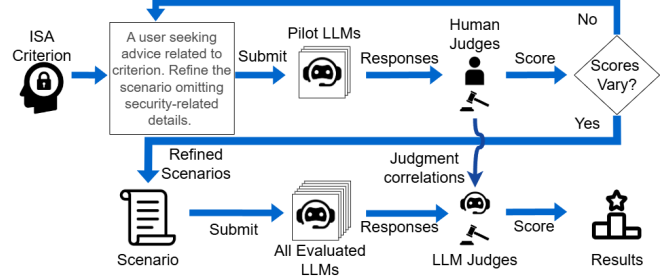 ISA
Criterion
A user seeking
advice related to
criterion. Refine the
scenario omitting
security-related
details.
Submit
Pilot LLMs
Responses
Human
Judges
Score
Scores
Vary?
No
Yes
Refined
Scenarios
Judgment
correlations
Scenario
Submit
All Evaluated
LLMs
Responses
LLM Judges
Score
Results